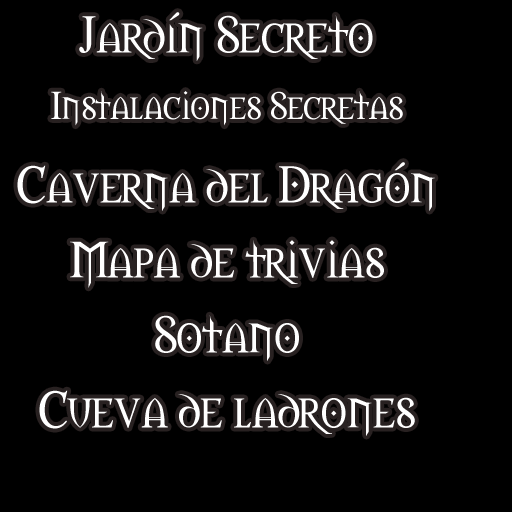 Jardín Secreto
Instalaciones Secretas
Caverna del Dragón
Mapa de trivias
Sotano
Cueva de ladrones